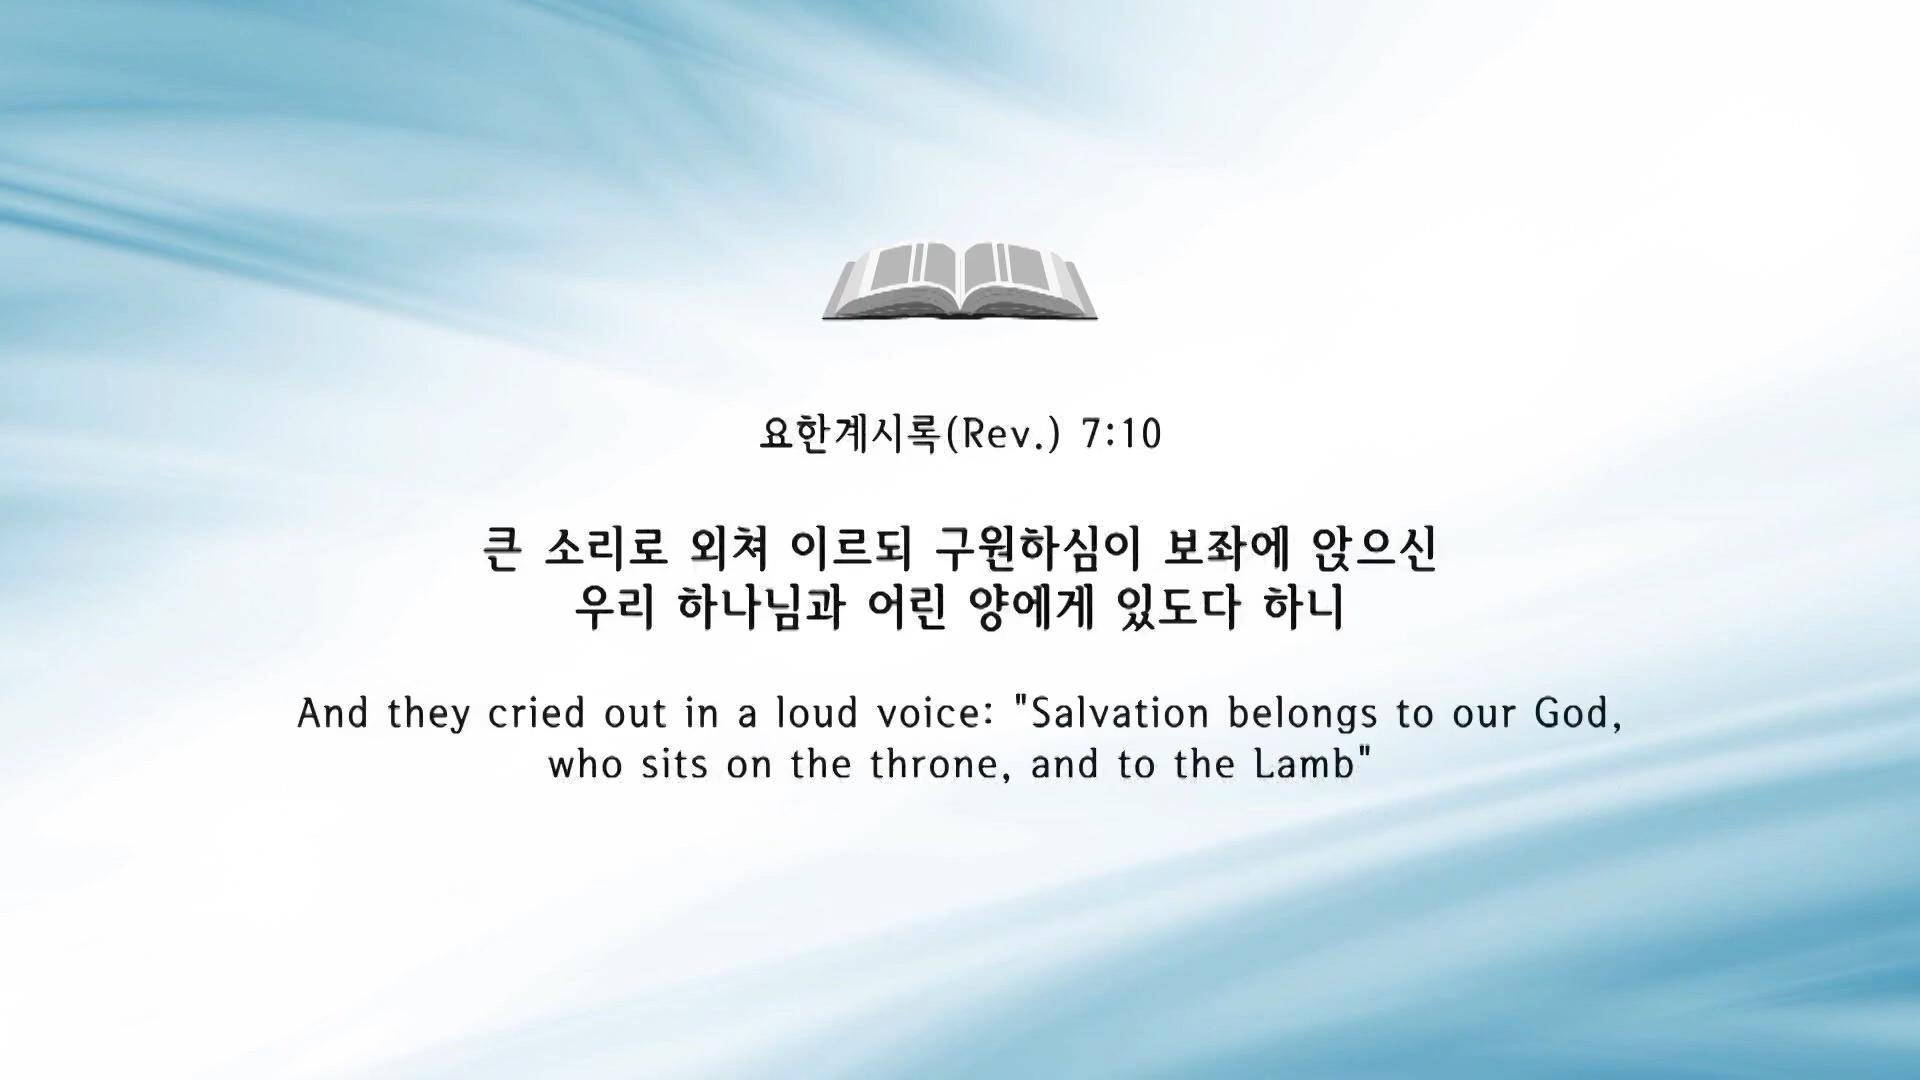 요한계시록(Rev.) 7:10
큰 소리로 외쳐 이르되 구원하심이 보좌에 앉으신
우리 하나님과 어린 양에게 있도다 하니
And they cried out in a loud voice: "Salvation belongs to our God,
who sits on the throne, and to the Lamb"